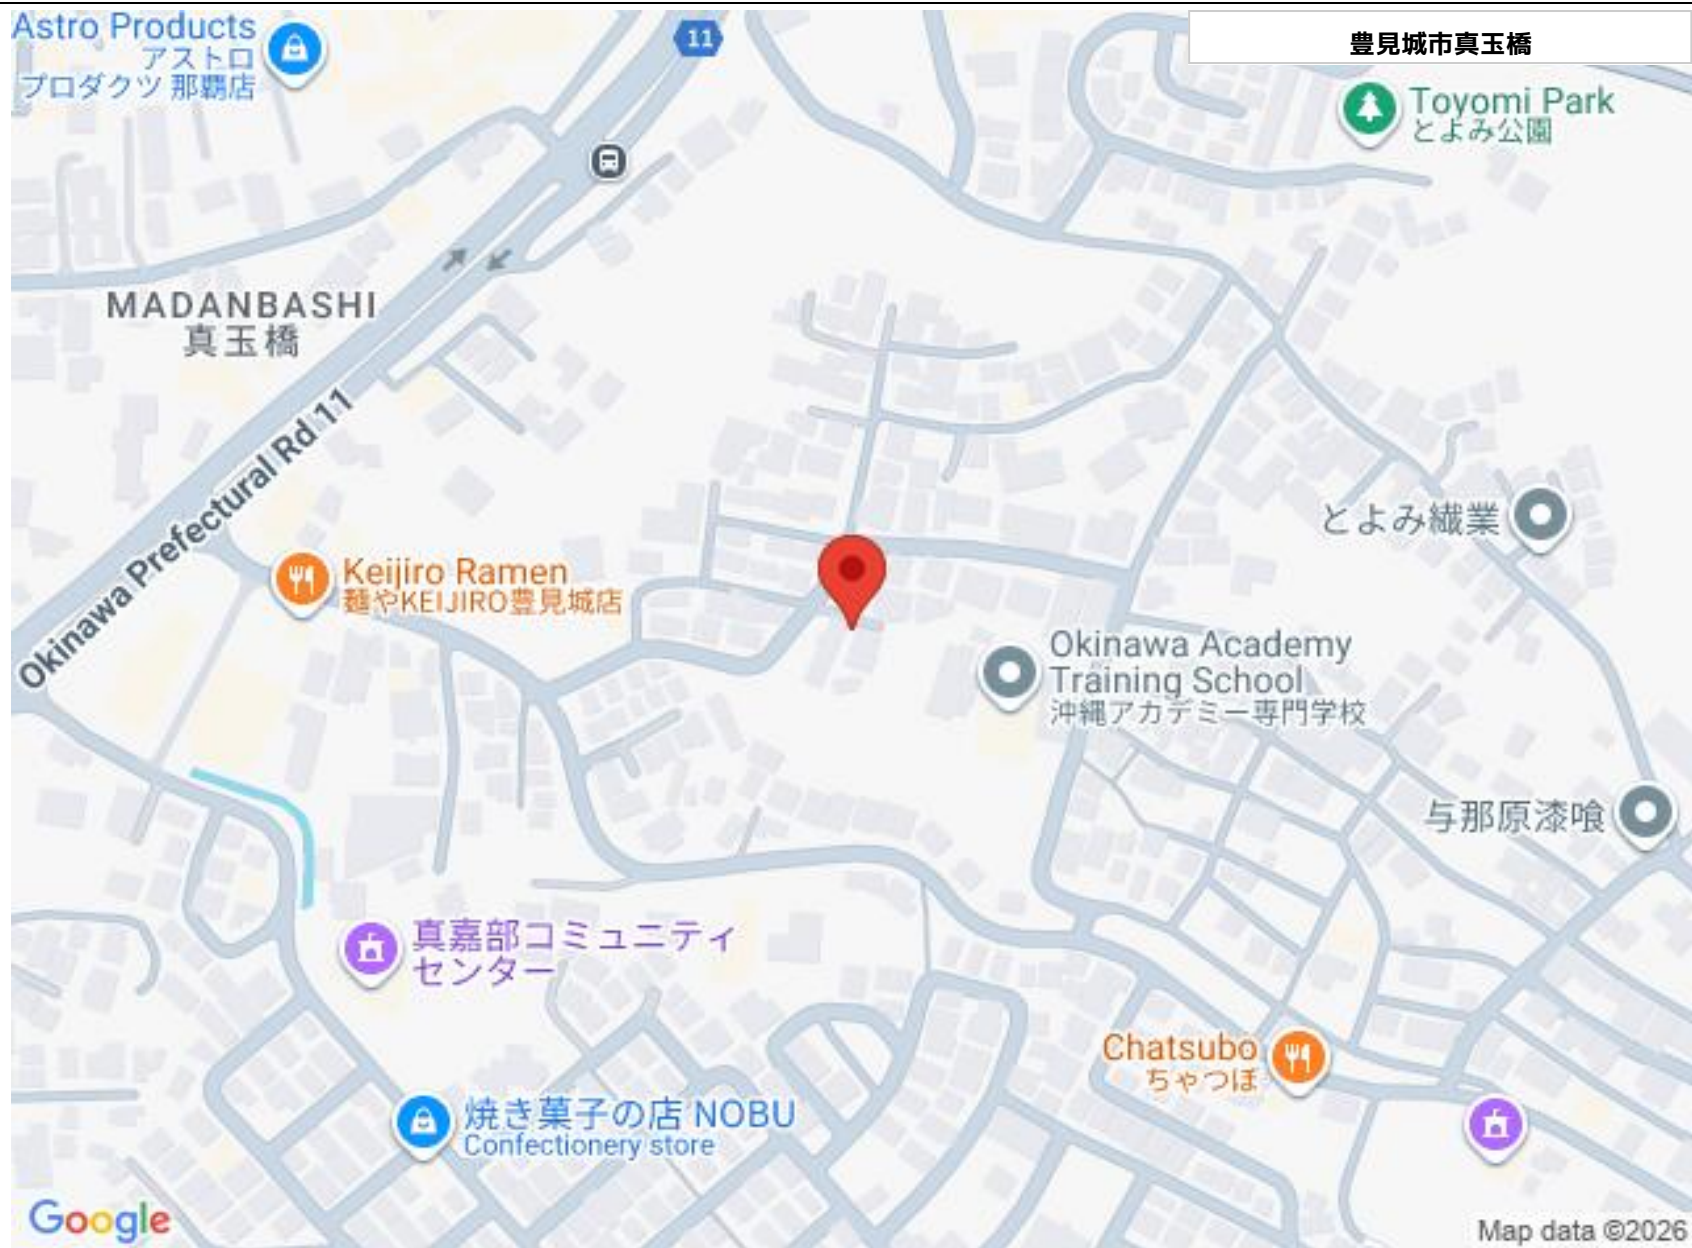 Astro Products
アストロ
プロダクツ 那覇店
11
豊見城市真玉橋
Toyomi Park
とよみ公園
MADANBASHI
真玉橋
Okinawa Prefectural Rd 11
とよみ繊業
Keijiro Ramen
麺やKEIJIRO豊見城店
Okinawa Academy
Training School
沖縄アカデミー専門学校
与那原漆喰
真嘉部コミュニティ
センター
Chatsubo
ちゃつぼ
焼き菓子の店 NOBU
Confectionery store
Google
Map data ©2026